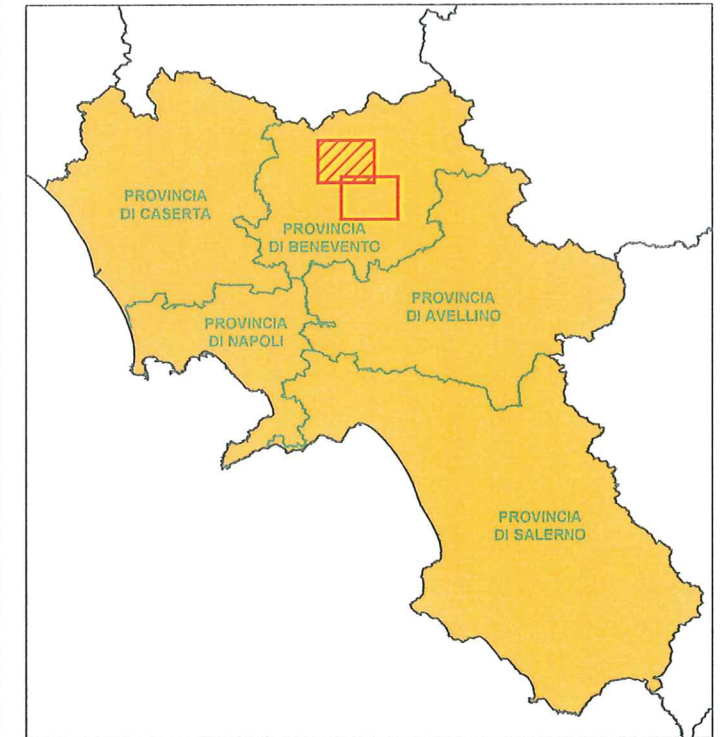 PROVINCIA
DI CASERTA
PROVINCIA
DI BENEVENTO
PROVINCIA
DI AVELLINO
PROVINCIA
DI NAPOLI
PROVINCIA
DI SALERNO